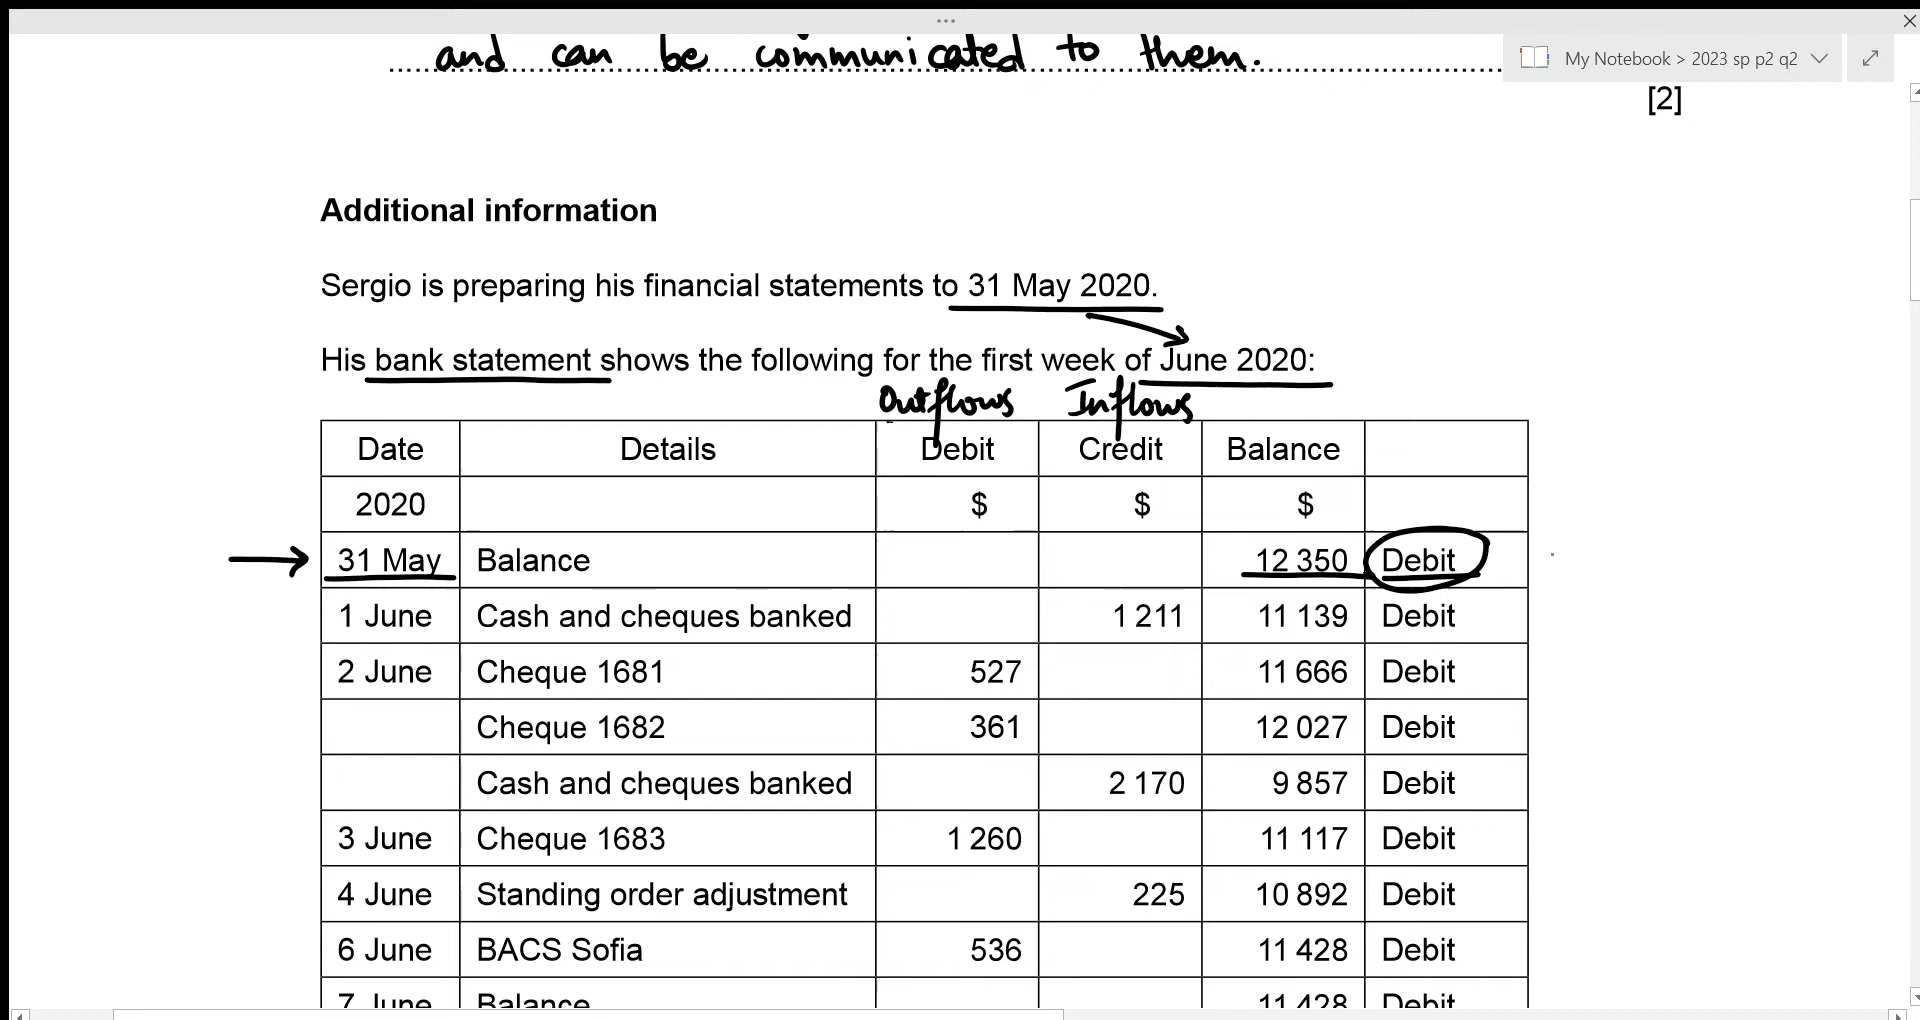 and can be communicated to them.
My Notebook > 2023 sp p2 q2
[2]
Additional information
Sergio is preparing his financial statements to 31 May 2020.
His bank statement shows the following for the first week of June 2020:
Outflows Inflows
Date Details Debit Credit Balance
2020 $ $ $
31 May Balance 12 350 Debit
1 June Cash and cheques banked 1 211 11 139 Debit
2 June Cheque 1681 527 11 666 Debit
Cheque 1682 361 12 027 Debit
Cash and cheques banked 2 170 9 857 Debit
3 June Cheque 1683 1 260 11 117 Debit
4 June Standing order adjustment 225 10 892 Debit
6 June BACS Sofia 536 11 428 Debit
7 June Balance 11 428 Debit